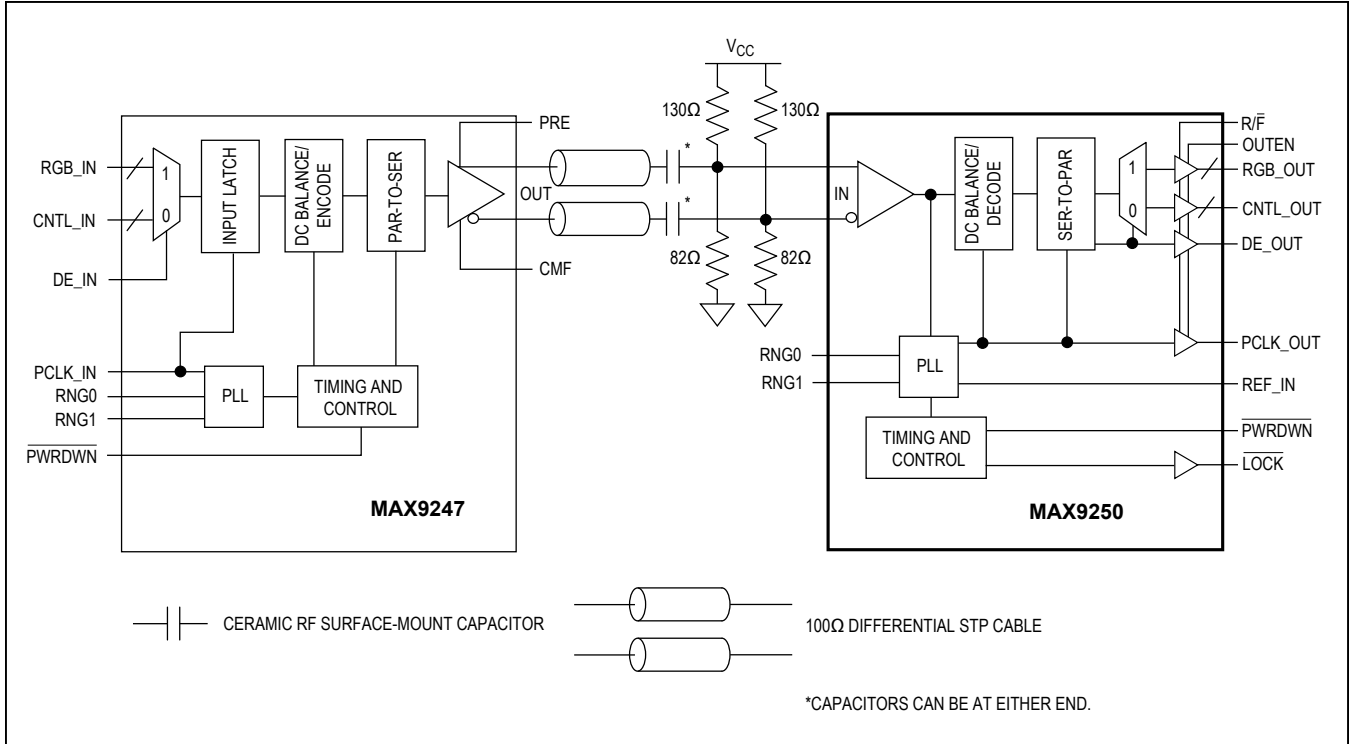 VCC
130Ω
130Ω
82Ω
82Ω
*
*
RGB_IN
CNTL_IN
DE_IN
PCLK_IN
RNG0
RNG1
PWRDWN
1
0
INPUT LATCH
DC BALANCE/
ENCODE
PAR-TO-SER
PLL
TIMING AND
CONTROL
PRE
OUT
CMF
MAX9247
IN
RNG0
RNG1
DC BALANCE/
DECODE
SER-TO-PAR
1
0
PLL
TIMING AND
CONTROL
R/F̅
OUTEN
RGB_OUT
CNTL_OUT
DE_OUT
PCLK_OUT
REF_IN
PWRDWN
LOCK
MAX9250
CERAMIC RF SURFACE-MOUNT CAPACITOR
100Ω DIFFERENTIAL STP CABLE
*CAPACITORS CAN BE AT EITHER END.